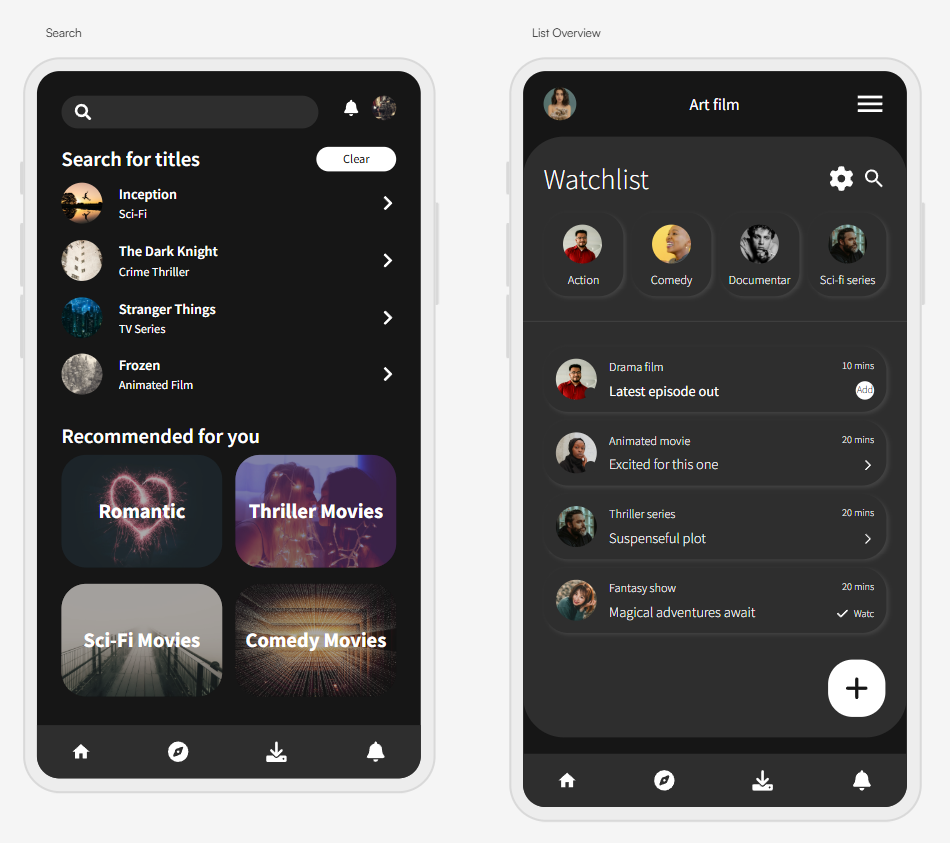 Search
List Overview
Search for titles
Clear
Inception
Sci-Fi
The Dark Knight
Crime Thriller
Stranger Things
TV Series
Frozen
Animated Film
Recommended for you
Romantic
Thriller Movies
Sci-Fi Movies
Comedy Movies
Art film
Watchlist
Action
Comedy
Documentar
Sci-fi series
Drama film
10 mins
Latest episode out
Add
Animated movie
20 mins
Excited for this one
Thriller series
20 mins
Suspenseful plot
Fantasy show
20 mins
Magical adventures await
Watc